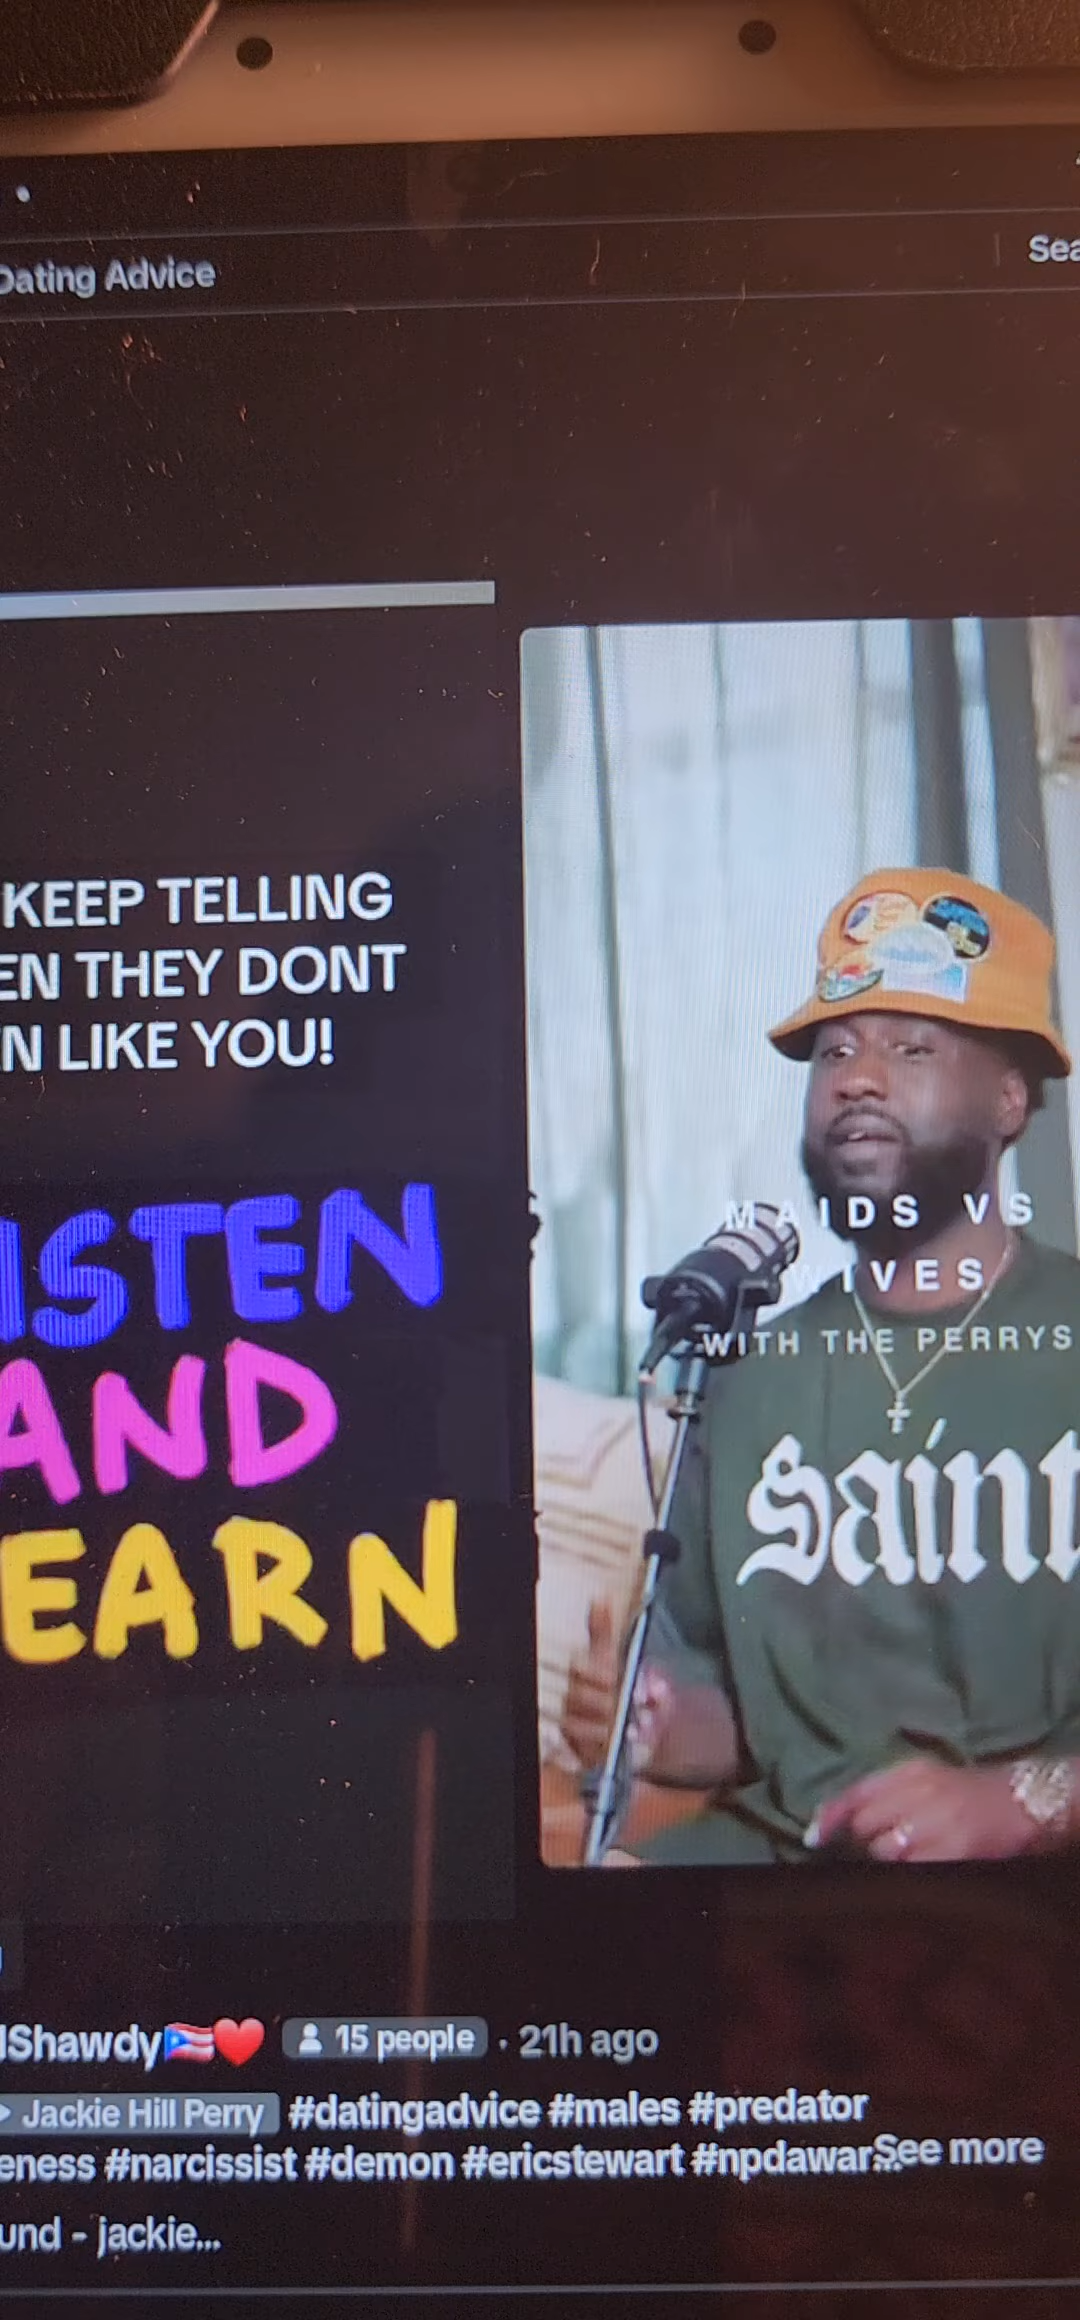 Dating Advice
Sea
KEEP TELLING
EN THEY DONT
N LIKE YOU!
ISTEN
AND
EARN
MAIDS VS
WIVES
WITH THE PERRYS
saint
lShawdy🇵🇷❤️ 15 people · 21h ago
Jackie Hill Perry #datingadvice #males #predator
eness #narcissist #demon #ericstewart #npdawar... See more
und - jackie...